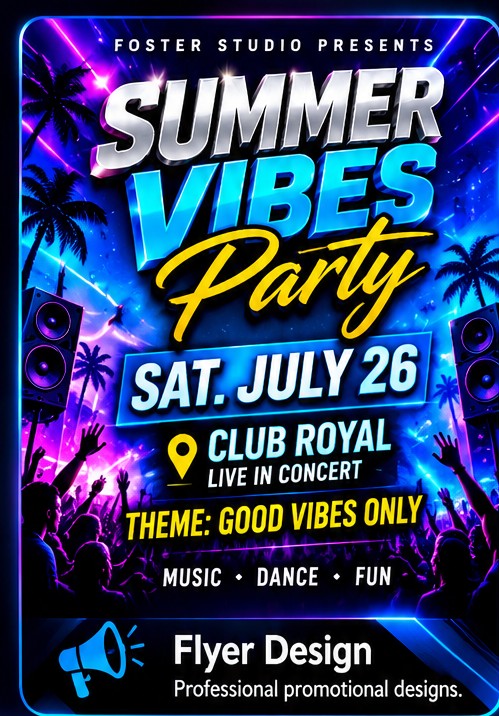 FOSTER STUDIO PRESENTS
SUMMER
VIBES
Party
SAT. JULY 26
CLUB ROYAL
LIVE IN CONCERT
THEME: GOOD VIBES ONLY
MUSIC • DANCE • FUN
Flyer Design
Professional promotional designs.